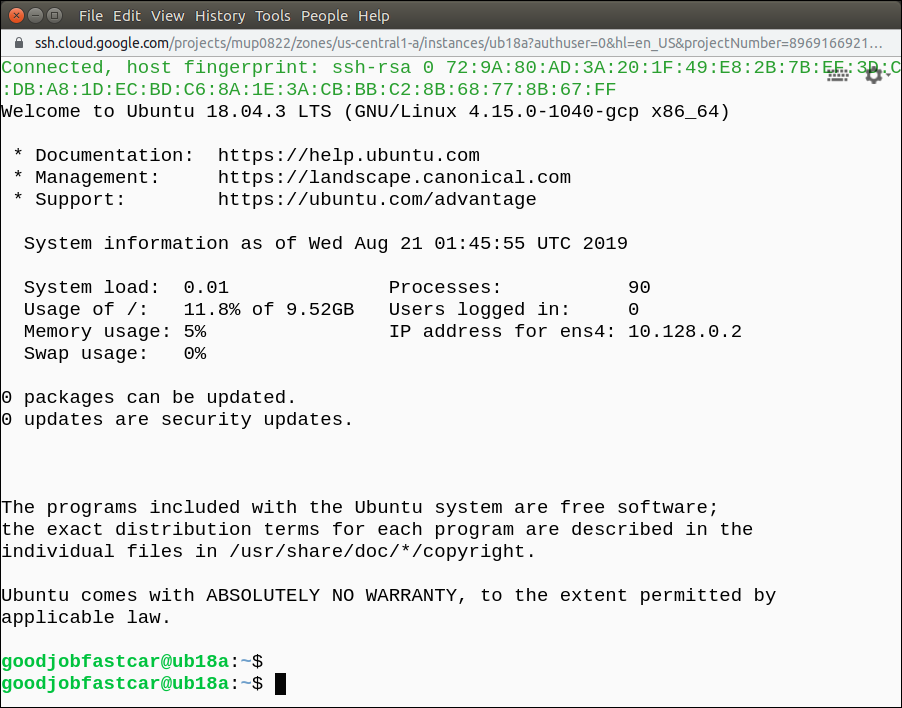 File Edit View History Tools People Help
ssh.cloud.google.com/projects/mup0822/zones/us-central1-a/instances/ub18a?authuser=0&hl=en_US&projectNumber=8969166921...
Connected, host fingerprint: ssh-rsa 0 72:9A:80:AD:3A:20:1F:49:E8:2B:7B:EF:3D:C
:DB:A8:1D:EC:BD:C6:8A:1E:3A:CB:BB:C2:8B:68:77:8B:67:FF
Welcome to Ubuntu 18.04.3 LTS (GNU/Linux 4.15.0-1040-gcp x86_64)
* Documentation: https://help.ubuntu.com
* Management: https://landscape.canonical.com
* Support: https://ubuntu.com/advantage
System information as of Wed Aug 21 01:45:55 UTC 2019
System load: 0.01 Processes: 90
Usage of /: 11.8% of 9.52GB Users logged in: 0
Memory usage: 5% IP address for ens4: 10.128.0.2
Swap usage: 0%
0 packages can be updated.
0 updates are security updates.
The programs included with the Ubuntu system are free software;
the exact distribution terms for each program are described in the
individual files in /usr/share/doc/*/copyright.
Ubuntu comes with ABSOLUTELY NO WARRANTY, to the extent permitted by
applicable law.
goodjobfastcar@ub18a:~$
goodjobfastcar@ub18a:~$